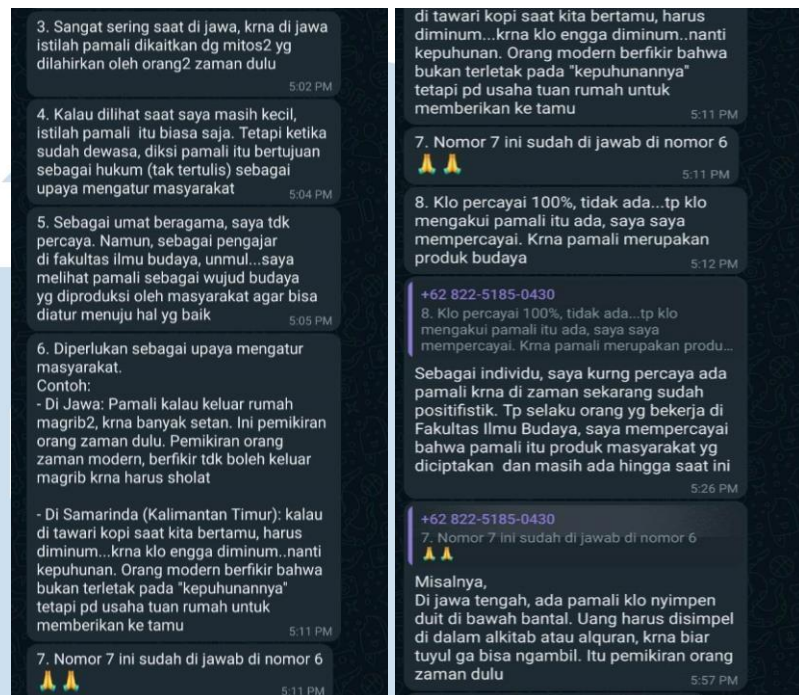 3. Sangat sering saat di jawa, krna di jawa
istilah pamali dikaitkan dg mitos2 yg
dilahirkan oleh orang2 zaman dulu
5:02 PM
4. Kalau dilihat saat saya masih kecil,
istilah pamali itu biasa saja. Tetapi ketika
sudah dewasa, diksi pamali itu bertujuan
sebagai hukum (tak tertulis) sebagai
upaya mengatur masyarakat
5:04 PM
5. Sebagai umat beragama, saya tdk
percaya. Namun, sebagai pengajar
di fakultas ilmu budaya, unmul...saya
melihat pamali sebagai wujud budaya
yg diproduksi oleh masyarakat agar bisa
diatur menuju hal yg baik
5:05 PM
6. Diperlukan sebagai upaya mengatur
masyarakat.
Contoh:
- Di Jawa: Pamali kalau keluar rumah
magrib2, krna banyak setan. Ini pemikiran
orang zaman dulu. Pemikiran orang
zaman modern, berfikir tdk boleh keluar
magrib krna harus sholat
- Di Samarinda (Kalimantan Timur): kalau
di tawari kopi saat kita bertamu, harus
diminum...krna klo engga diminum..nanti
kepuhunan. Orang modern berfikir bahwa
bukan terletak pada "kepuhunannya"
tetapi pd usaha tuan rumah untuk
memberikan ke tamu
5:11 PM
7. Nomor 7 ini sudah di jawab di nomor 6
🙏🙏
5:11 PM
di tawari kopi saat kita bertamu, harus
diminum...krna klo engga diminum..nanti
kepuhunan. Orang modern berfikir bahwa
bukan terletak pada "kepuhunannya"
tetapi pd usaha tuan rumah untuk
memberikan ke tamu
5:11 PM
7. Nomor 7 ini sudah di jawab di nomor 6
🙏🙏
5:11 PM
8. Klo percayai 100%, tidak ada...tp klo
mengakui pamali itu ada, saya saya
mempercayai. Krna pamali merupakan
produk budaya
5:12 PM
+62 822-5185-0430
8. Klo percayai 100%, tidak ada...tp klo
mengakui pamali itu ada, saya saya
mempercayai. Krna pamali merupakan produ...
Sebagai individu, saya kurng percaya ada
pamali krna di zaman sekarang sudah
positifistik. Tp selaku orang yg bekerja di
Fakultas Ilmu Budaya, saya mempercayai
bahwa pamali itu produk masyarakat yg
diciptakan dan masih ada hingga saat ini
5:26 PM
+62 822-5185-0430
7. Nomor 7 ini sudah di jawab di nomor 6
🙏🙏
Misalnya,
Di jawa tengah, ada pamali klo nyimpen
duit di bawah bantal. Uang harus disimpel
di dalam alkitab atau alquran, krna biar
tuyul ga bisa ngambil. Itu pemikiran orang
zaman dulu
5:57 PM